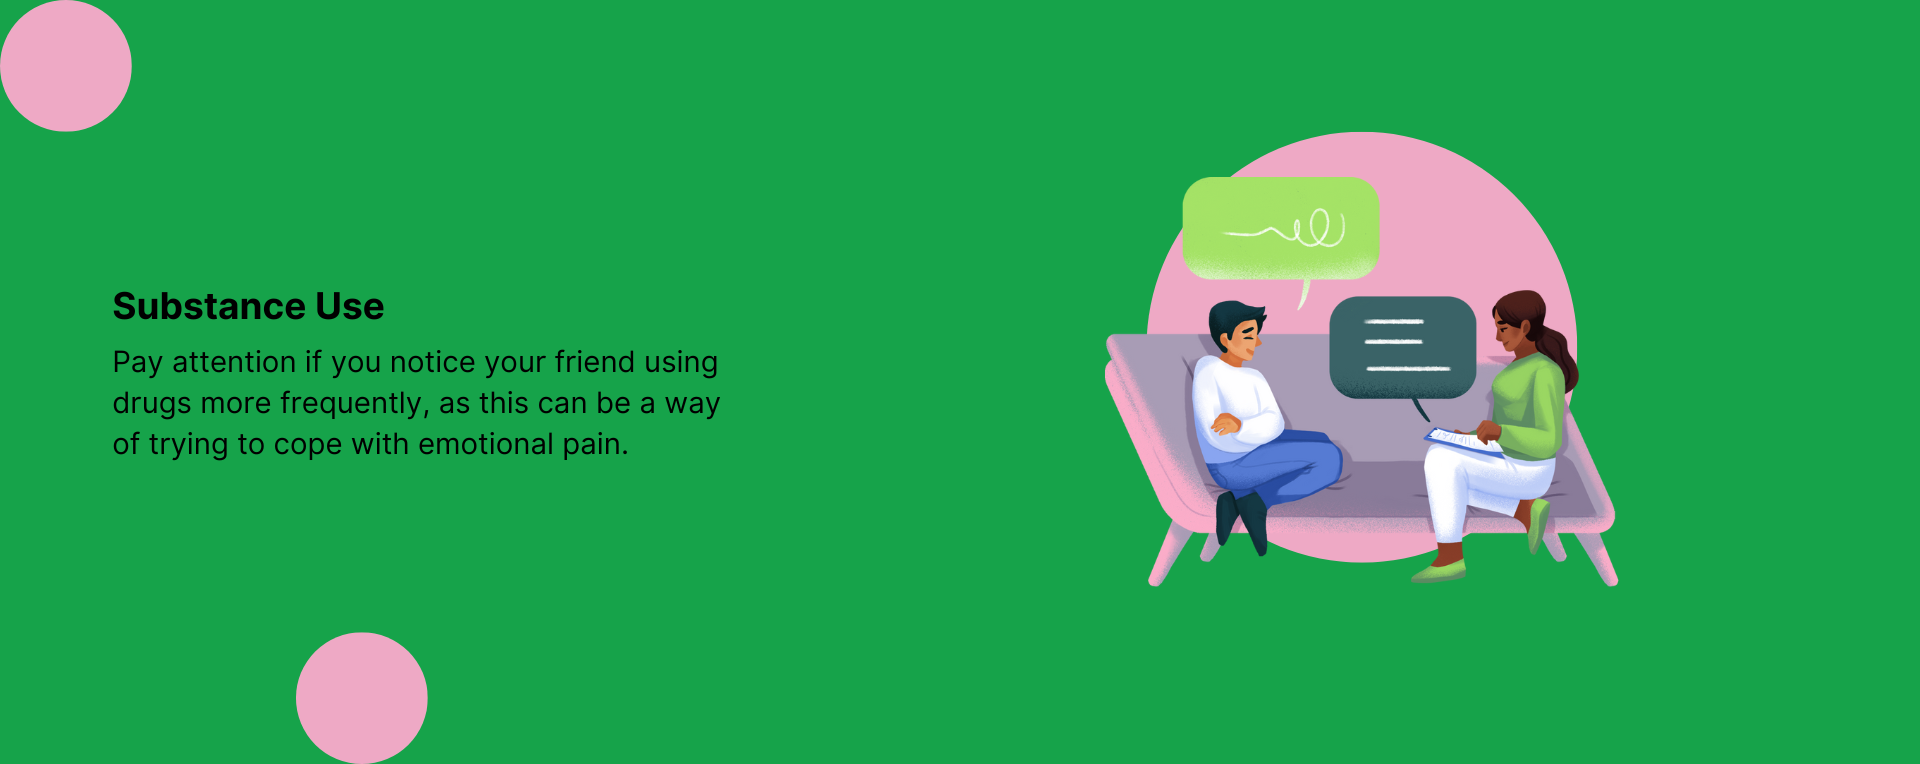 Substance Use
Pay attention if you notice your friend using
drugs more frequently, as this can be a way
of trying to cope with emotional pain.